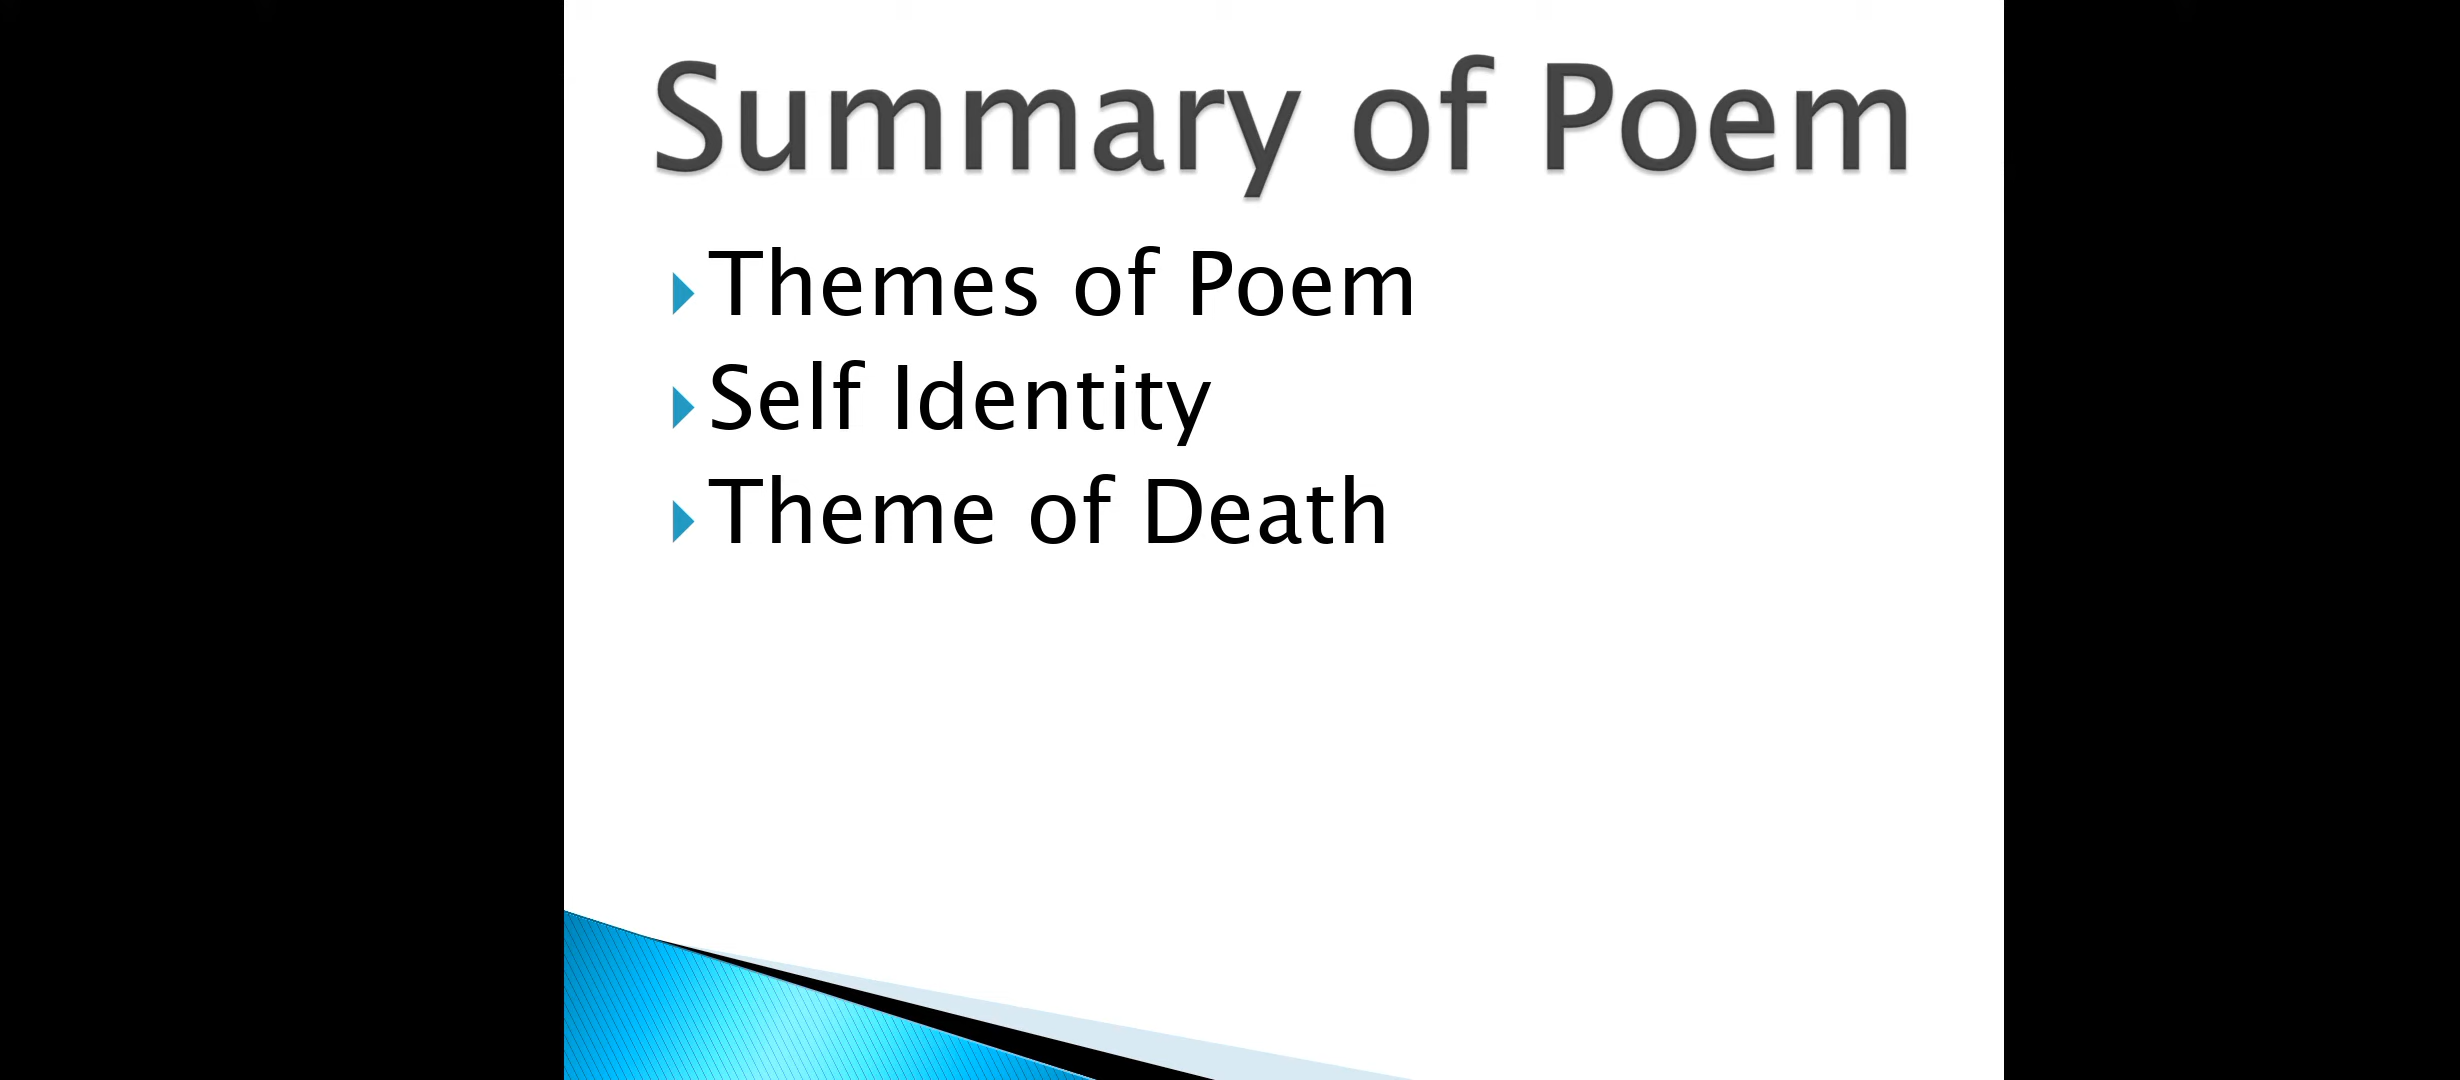 Summary of Poem
Themes of Poem
Self Identity
Theme of Death